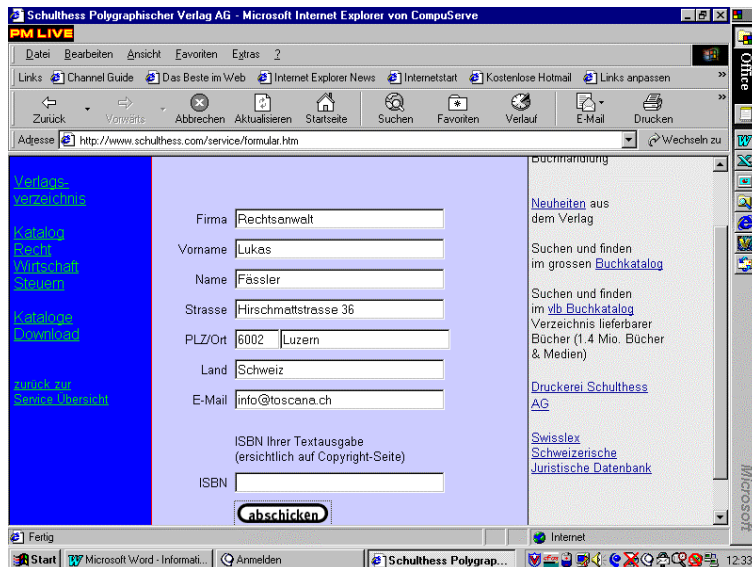 Schulthess Polygraphischer Verlag AG - Microsoft Internet Explorer von CompuServe
PM LIVE
Datei Bearbeiten Ansicht Favoriten Extras ?
Links Channel Guide Das Beste im Web Internet Explorer News Internetstart Kostenlose Hotmail Links anpassen »
Zurück Vorwärts Abbrechen Aktualisieren Startseite Suchen Favoriten Verlauf E-Mail Drucken »
Adresse http://www.schulthess.com/service/formular.htm Wechseln zu
Verlags-
verzeichnis
Katalog
Recht
Wirtschaft
Steuern
Kataloge
Download
zurück zur
Service Übersicht
Firma Rechtsanwalt
Vorname Lukas
Name Fässler
Strasse Hirschmattstrasse 36
PLZ/Ort 6002 Luzern
Land Schweiz
E-Mail info@toscana.ch
ISBN Ihrer Textausgabe
(ersichtlich auf Copyright-Seite)
ISBN
abschicken
Buchhandlung
Neuheiten aus
dem Verlag
Suchen und finden
im grossen Buchkatalog
Suchen und finden
im vlb Buchkatalog
Verzeichnis lieferbarer
Bücher (1.4 Mio. Bücher
& Medien)
Druckerei Schulthess
AG
Swisslex
Schweizerische
Juristische Datenbank
Office
Microsoft
Fertig Internet
Start Microsoft Word - Informati... Anmelden Schulthess Polygrap... 12:33